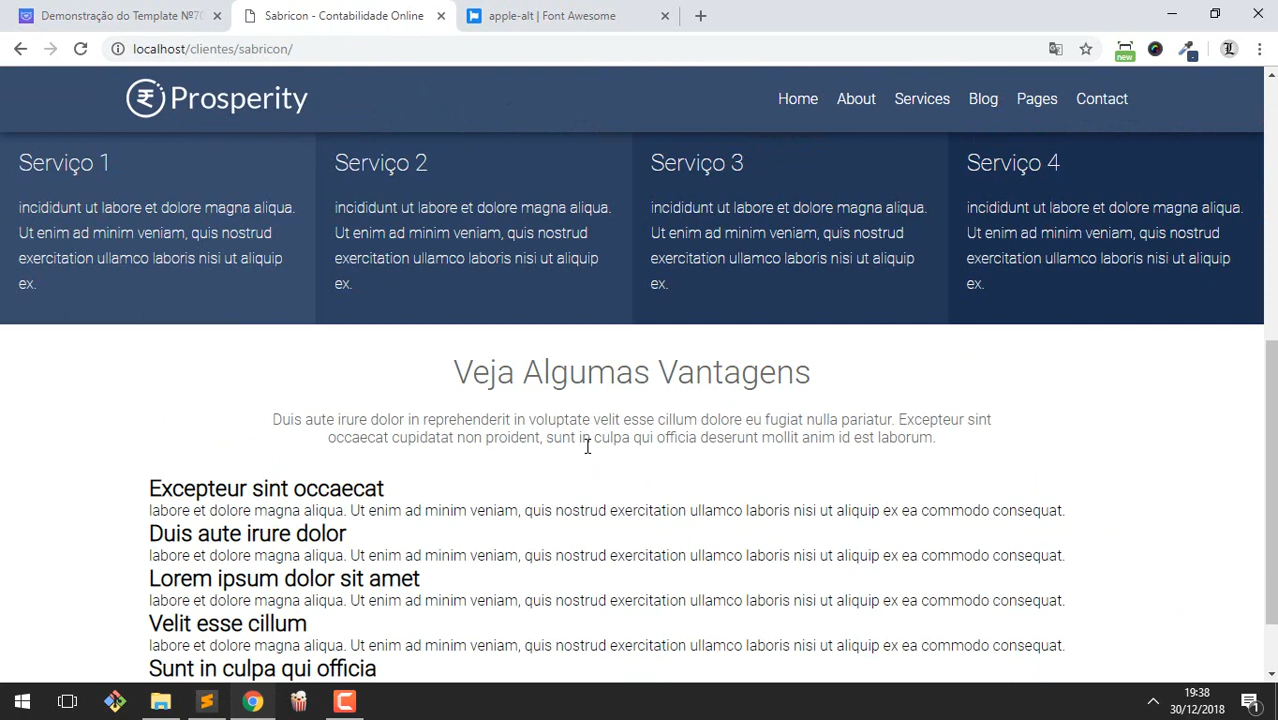 Demonstração do Template Nº70
Sabricon - Contabilidade Online
apple-alt | Font Awesome
localhost/clientes/sabricon/
new
Prosperity
Home About Services Blog Pages Contact
Serviço 1
incididunt ut labore et dolore magna aliqua.
Ut enim ad minim veniam, quis nostrud
exercitation ullamco laboris nisi ut aliquip
ex.
Serviço 2
incididunt ut labore et dolore magna aliqua.
Ut enim ad minim veniam, quis nostrud
exercitation ullamco laboris nisi ut aliquip
ex.
Serviço 3
incididunt ut labore et dolore magna aliqua.
Ut enim ad minim veniam, quis nostrud
exercitation ullamco laboris nisi ut aliquip
ex.
Serviço 4
incididunt ut labore et dolore magna aliqua.
Ut enim ad minim veniam, quis nostrud
exercitation ullamco laboris nisi ut aliquip
ex.
Veja Algumas Vantagens
Duis aute irure dolor in reprehenderit in voluptate velit esse cillum dolore eu fugiat nulla pariatur. Excepteur sint
occaecat cupidatat non proident, sunt in culpa qui officia deserunt mollit anim id est laborum.
Excepteur sint occaecat
labore et dolore magna aliqua. Ut enim ad minim veniam, quis nostrud exercitation ullamco laboris nisi ut aliquip ex ea commodo consequat.
Duis aute irure dolor
labore et dolore magna aliqua. Ut enim ad minim veniam, quis nostrud exercitation ullamco laboris nisi ut aliquip ex ea commodo consequat.
Lorem ipsum dolor sit amet
labore et dolore magna aliqua. Ut enim ad minim veniam, quis nostrud exercitation ullamco laboris nisi ut aliquip ex ea commodo consequat.
Velit esse cillum
labore et dolore magna aliqua. Ut enim ad minim veniam, quis nostrud exercitation ullamco laboris nisi ut aliquip ex ea commodo consequat.
Sunt in culpa qui officia
19:38
30/12/2018
1